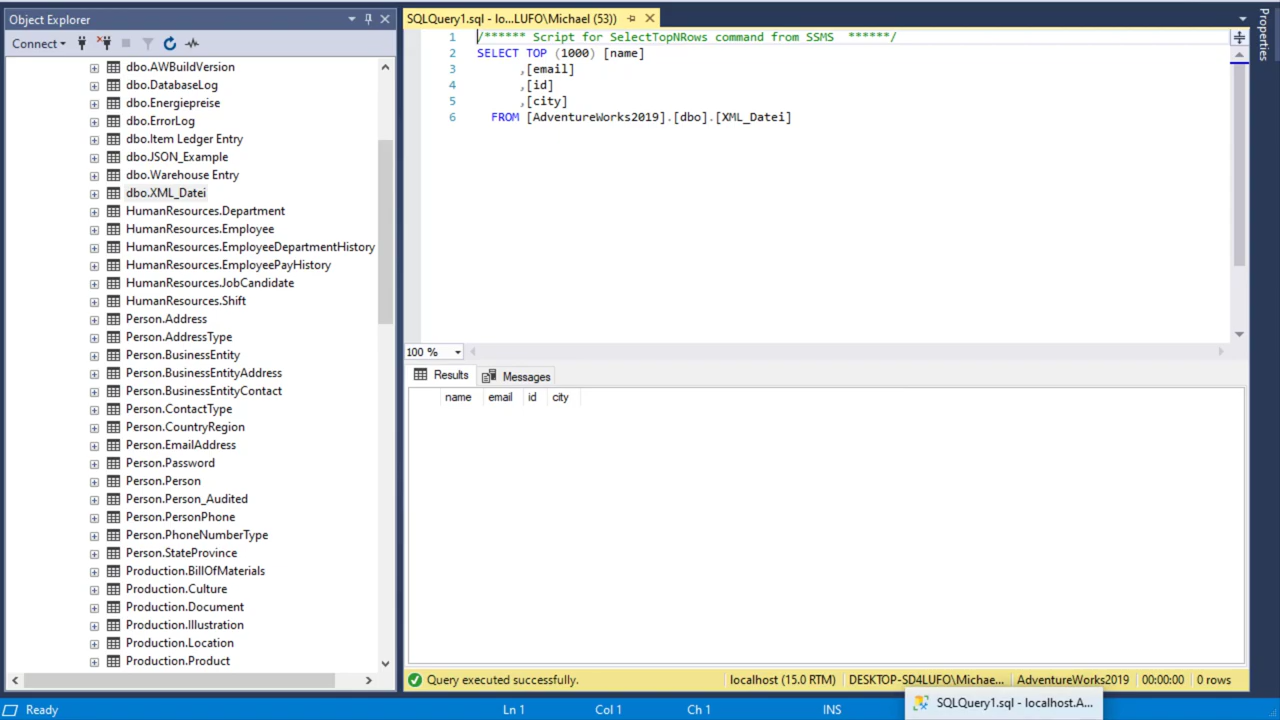 Object Explorer
Connect
dbo.AWBuildVersion
dbo.DatabaseLog
dbo.Energiepreise
dbo.ErrorLog
dbo.Item Ledger Entry
dbo.JSON_Example
dbo.Warehouse Entry
dbo.XML_Datei
HumanResources.Department
HumanResources.Employee
HumanResources.EmployeeDepartmentHistory
HumanResources.EmployeePayHistory
HumanResources.JobCandidate
HumanResources.Shift
Person.Address
Person.AddressType
Person.BusinessEntity
Person.BusinessEntityAddress
Person.BusinessEntityContact
Person.ContactType
Person.CountryRegion
Person.EmailAddress
Person.Password
Person.Person
Person.Person_Audited
Person.PersonPhone
Person.PhoneNumberType
Person.StateProvince
Production.BillOfMaterials
Production.Culture
Production.Document
Production.Illustration
Production.Location
Production.Product
SQLQuery1.sql - lo...LUFO\Michael (53))
1 /****** Script for SelectTopNRows command from SSMS ******/
2 SELECT TOP (1000) [name]
3 ,[email]
4 ,[id]
5 ,[city]
6 FROM [AdventureWorks2019].[dbo].[XML_Datei]
100 %
Results Messages
name email id city
Query executed successfully. localhost (15.0 RTM) DESKTOP-SD4LUFO\Michae... AdventureWorks2019 00:00:00 0 rows
Properties
Ready Ln 1 Col 1 Ch 1 INS
SQLQuery1.sql - localhost.A...